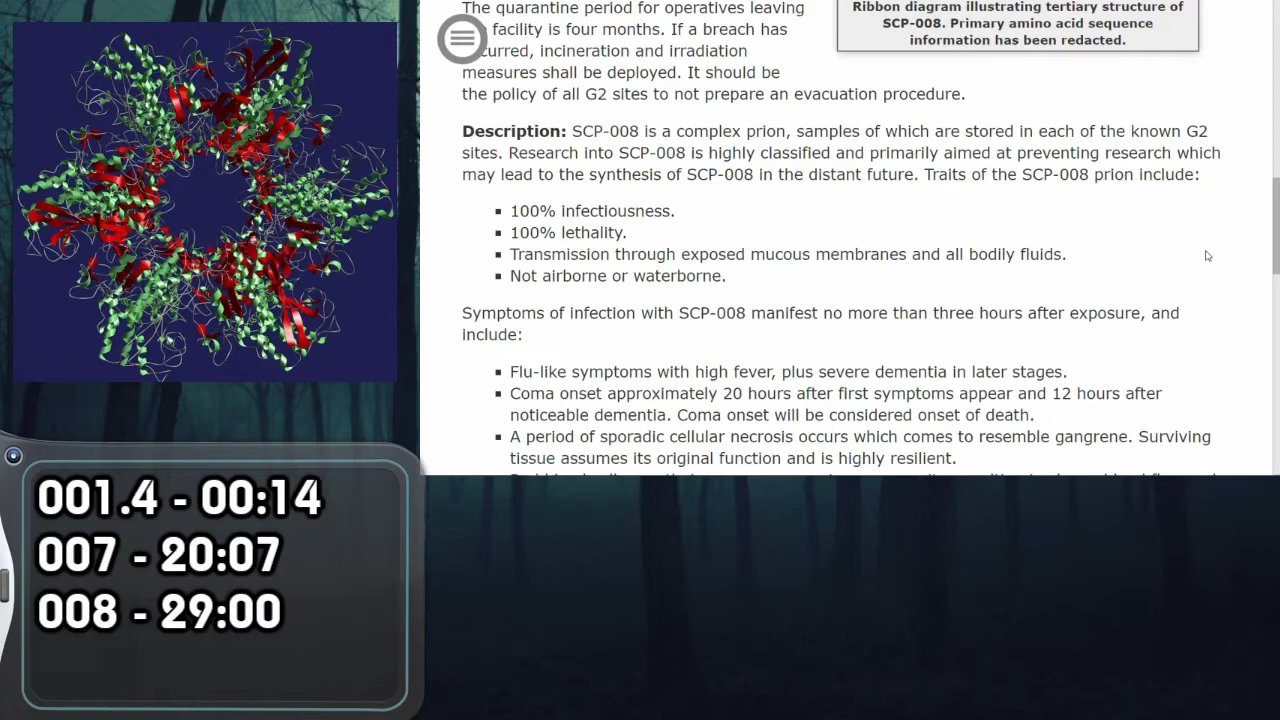 The quarantine period for operatives leaving
facility is four months. If a breach has
curred, incineration and irradiation
measures shall be deployed. It should be
the policy of all G2 sites to not prepare an evacuation procedure.
Ribbon diagram illustrating tertiary structure of
SCP-008. Primary amino acid sequence
information has been redacted.
Description: SCP-008 is a complex prion, samples of which are stored in each of the known G2
sites. Research into SCP-008 is highly classified and primarily aimed at preventing research which
may lead to the synthesis of SCP-008 in the distant future. Traits of the SCP-008 prion include:
100% infectiousness.
100% lethality.
Transmission through exposed mucous membranes and all bodily fluids.
Not airborne or waterborne.
Symptoms of infection with SCP-008 manifest no more than three hours after exposure, and
include:
Flu-like symptoms with high fever, plus severe dementia in later stages.
Coma onset approximately 20 hours after first symptoms appear and 12 hours after
noticeable dementia. Coma onset will be considered onset of death.
A period of sporadic cellular necrosis occurs which comes to resemble gangrene. Surviving
tissue assumes its original function and is highly resilient.
001.4 - 00:14
007 - 20:07
008 - 29:00